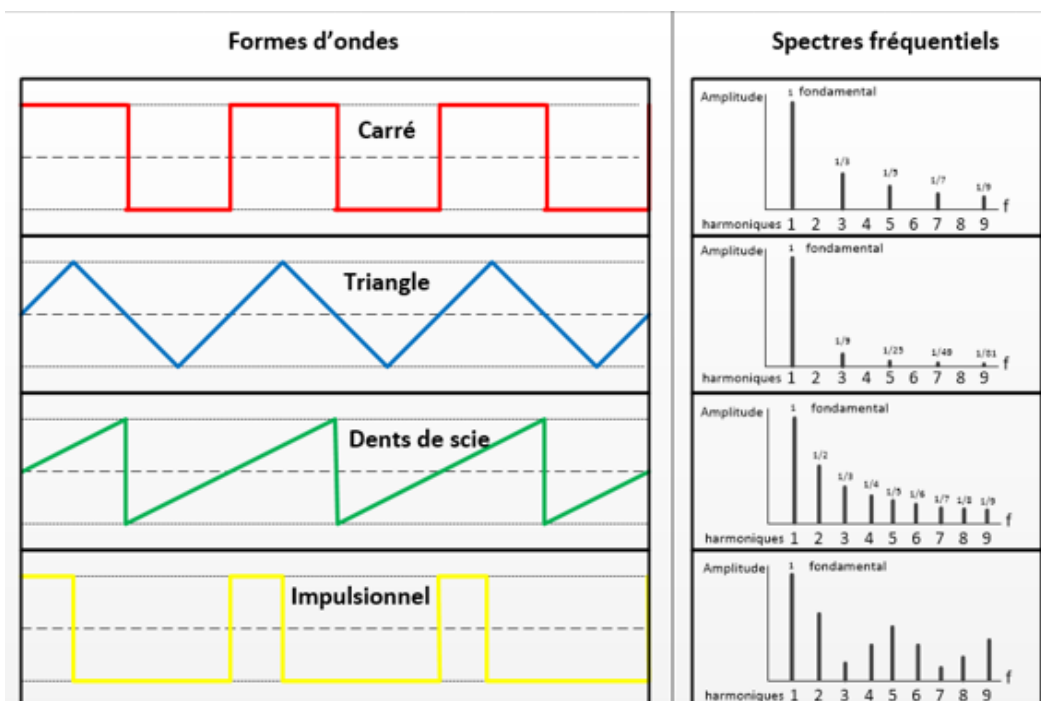 Formes d'ondes
Spectres fréquentiels
Carré
Amplitude
1 fondamental
1/3
1/5
1/7
1/9
f
harmoniques 1 2 3 4 5 6 7 8 9
Triangle
Amplitude
1 fondamental
1/9
1/25
1/49
1/81
f
harmoniques 1 2 3 4 5 6 7 8 9
Dents de scie
Amplitude
1 fondamental
1/2
1/3
1/4
1/5
1/6
1/7
1/8
1/9
f
harmoniques 1 2 3 4 5 6 7 8 9
Impulsionnel
Amplitude
1 fondamental
f
harmoniques 1 2 3 4 5 6 7 8 9